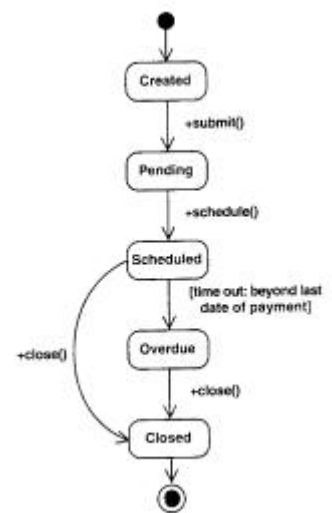 Created
+submit()
Pending
+schedule()
Scheduled
[time out: beyond last
date of payment]
+close()
Overdue
+close()
Closed